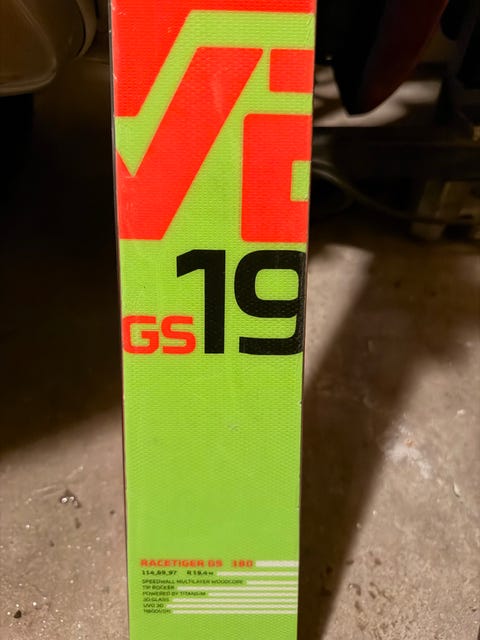 GS19
RACETIGER GS 180
114,69,97 R 19,4 M
SPEEDWALL MULTILAYER WOODCORE
TIP ROCKER
POWERED BY TITANIUM
3D.GLASS
UVO 3D